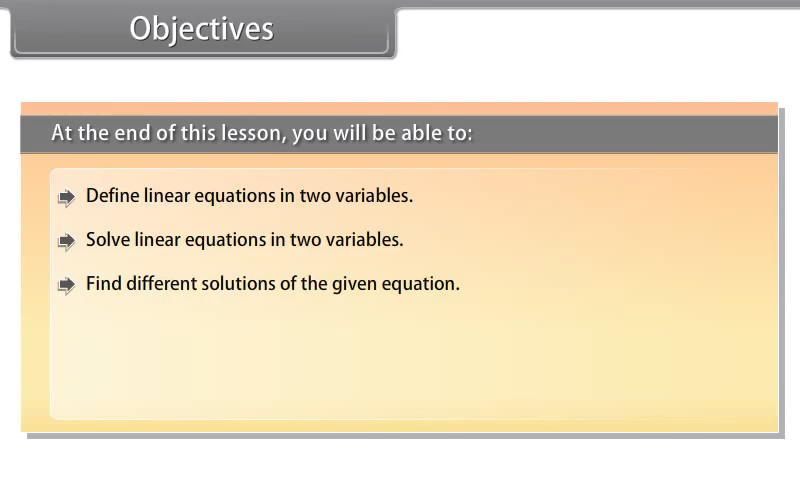 Objectives
At the end of this lesson, you will be able to:
Define linear equations in two variables.
Solve linear equations in two variables.
Find different solutions of the given equation.